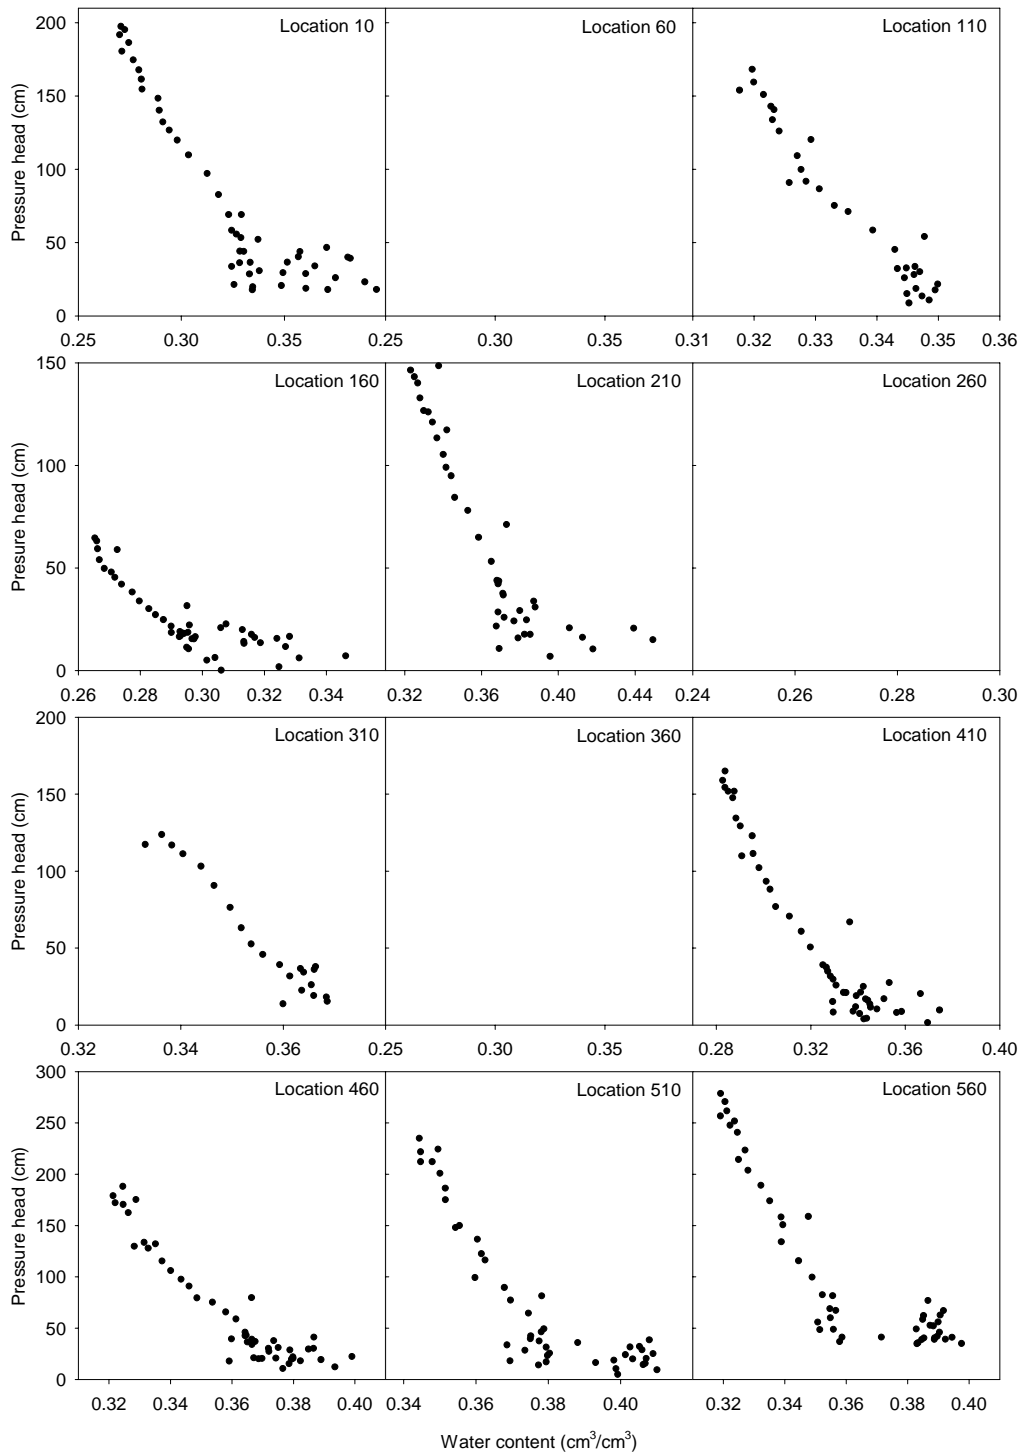 Location 10 Location 60 Location 110
200
150
100
50
0
Pressure head (cm)
0.25 0.30 0.35 0.25 0.30 0.35 0.31 0.32 0.33 0.34 0.35 0.36
Location 160 Location 210 Location 260
150
100
50
0
Presure head (cm)
0.26 0.28 0.30 0.32 0.34 0.32 0.36 0.40 0.44 0.24 0.26 0.28 0.30
Location 310 Location 360 Location 410
200
150
100
50
0
Pressure head (cm)
0.32 0.34 0.36 0.25 0.30 0.35 0.28 0.32 0.36 0.40
Location 460 Location 510 Location 560
300
250
200
150
100
50
0
Pressure head (cm)
0.32 0.34 0.36 0.38 0.40 0.34 0.36 0.38 0.40 0.32 0.34 0.36 0.38 0.40
Water content (cm³/cm³)